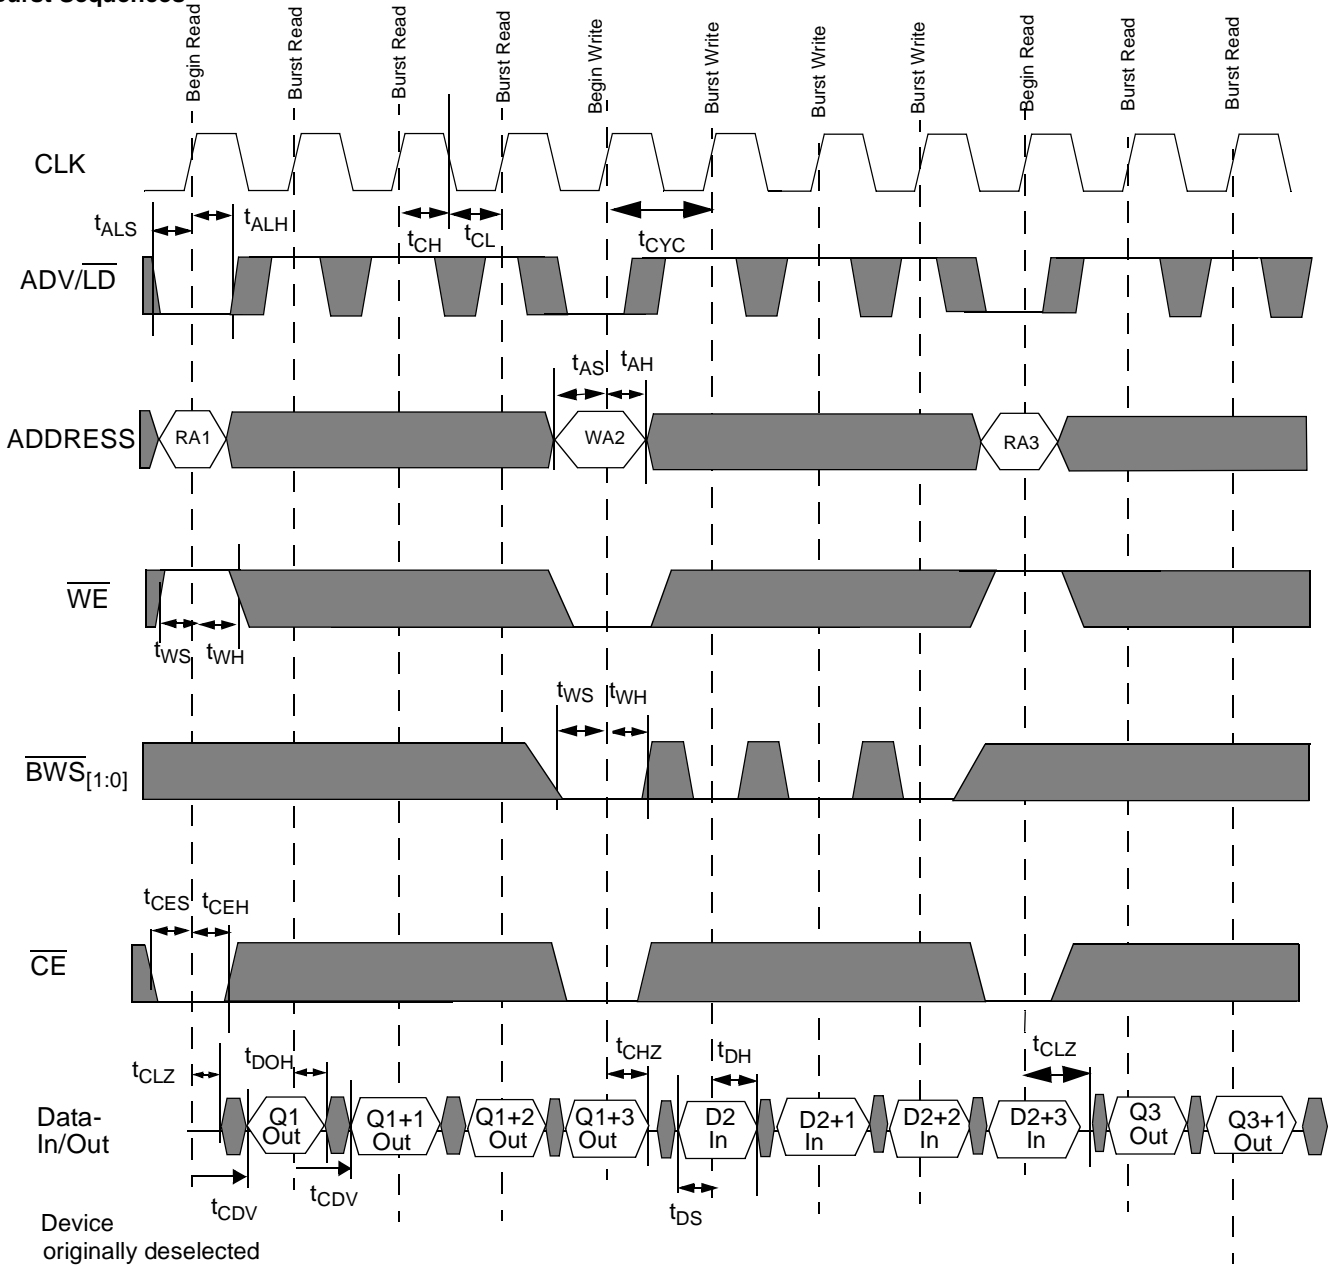 Burst Sequences
Begin Read
Burst Read
Burst Read
Burst Read
Begin Write
Burst Write
Burst Write
Burst Write
Begin Read
Burst Read
Burst Read
CLK
tALS
tALH
tCH
tCL
tCYC
ADV/LD
tAS
tAH
ADDRESS
RA1
WA2
RA3
WE
tWS
tWH
tWS
tWH
BWS[1:0]
tCES
tCEH
CE
tCLZ
tDOH
tCHZ
tDH
tCLZ
Data-
In/Out
Q1
Out
Q1+1
Out
Q1+2
Out
Q1+3
Out
D2
In
D2+1
In
D2+2
In
D2+3
In
Q3
Out
Q3+1
Out
tCDV
tCDV
tDS
Device
originally deselected